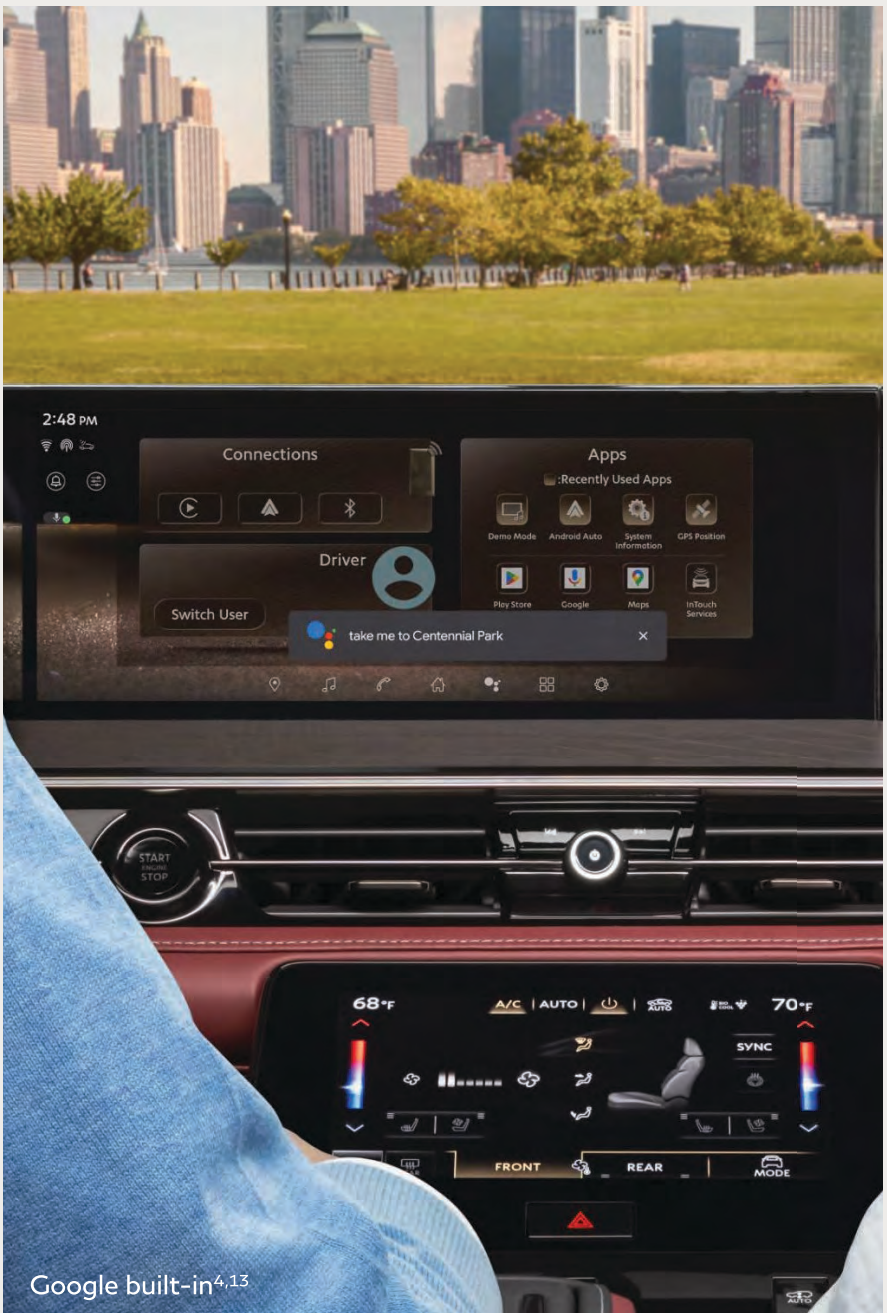 2:48 PM
Connections
Apps
:Recently Used Apps
Demo Mode
Android Auto
System
Information
GPS Position
Driver
Switch User
Play Store
Google
Maps
InTouch
Services
take me to Centennial Park
START
ENGINE
STOP
68°F
A/C
AUTO
AUTO
BIO
COOL
70°F
SYNC
FRONT
REAR
MODE
AUTO
Google built-in4,13